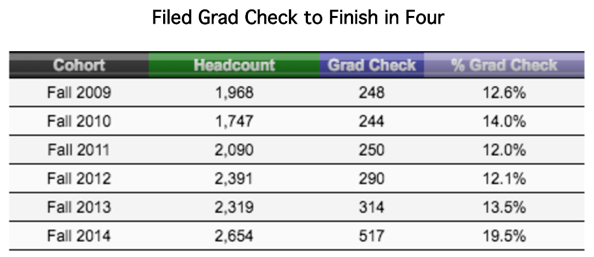 Filed Grad Check to Finish in Four
Cohort Headcount Grad Check % Grad Check
Fall 2009 1,968 248 12.6%
Fall 2010 1,747 244 14.0%
Fall 2011 2,090 250 12.0%
Fall 2012 2,391 290 12.1%
Fall 2013 2,319 314 13.5%
Fall 2014 2,654 517 19.5%